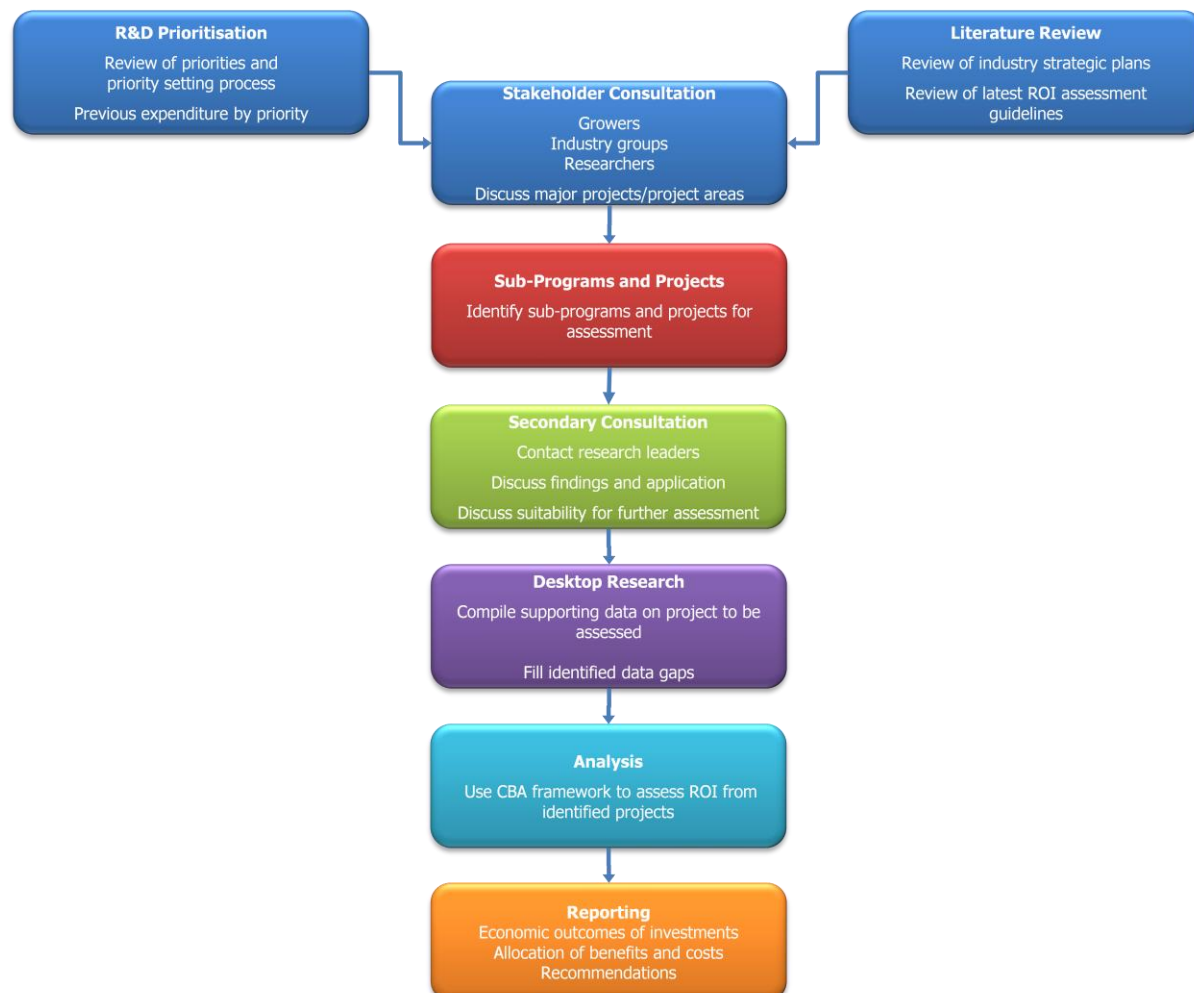 R&D Prioritisation
Review of priorities and
priority setting process
Previous expenditure by priority
Literature Review
Review of industry strategic plans
Review of latest ROI assessment
guidelines
Stakeholder Consultation
Growers
Industry groups
Researchers
Discuss major projects/project areas
Sub-Programs and Projects
Identify sub-programs and projects for
assessment
Secondary Consultation
Contact research leaders
Discuss findings and application
Discuss suitability for further assessment
Desktop Research
Compile supporting data on project to be
assessed
Fill identified data gaps
Analysis
Use CBA framework to assess ROI from
identified projects
Reporting
Economic outcomes of investments
Allocation of benefits and costs
Recommendations